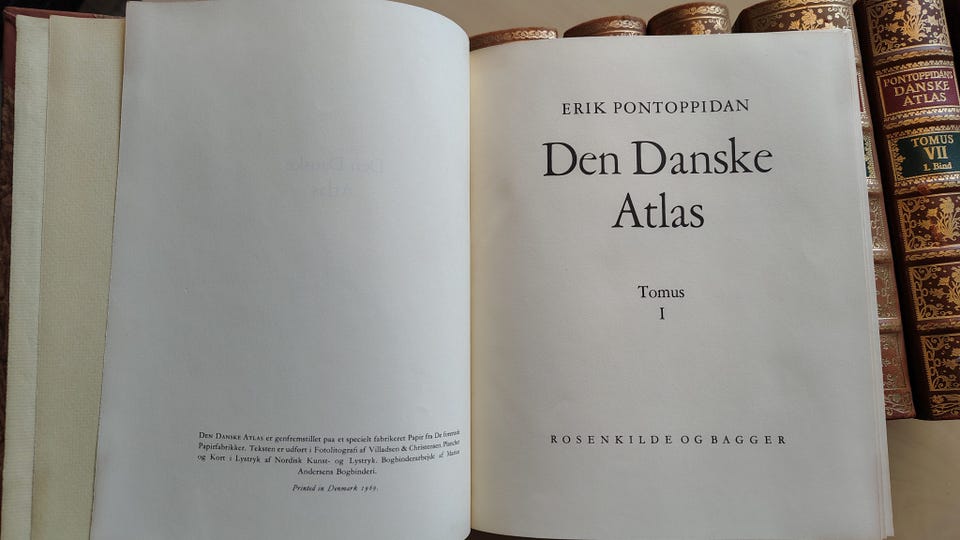 DEN DANSKE ATLAS er genfremstillet paa et specielt fabrikeret Papir fra De forenede
Papirfabrikker. Teksten er udført i Fotolitografi af Villadsen & Christensen. Plancher
og Kort i Lystryk af Nordisk Kunst- og Lystryk. Bogbinderarbejde af
Andersens Bogbinderi.
Printed in Denmark 1969.
ERIK PONTOPPIDAN
Den Danske
Atlas
Tomus
I
ROSENKILDE OG BAGGER
PONTOPPIDANS
DANSKE
ATLAS
TOMUS
VII
1. Bind